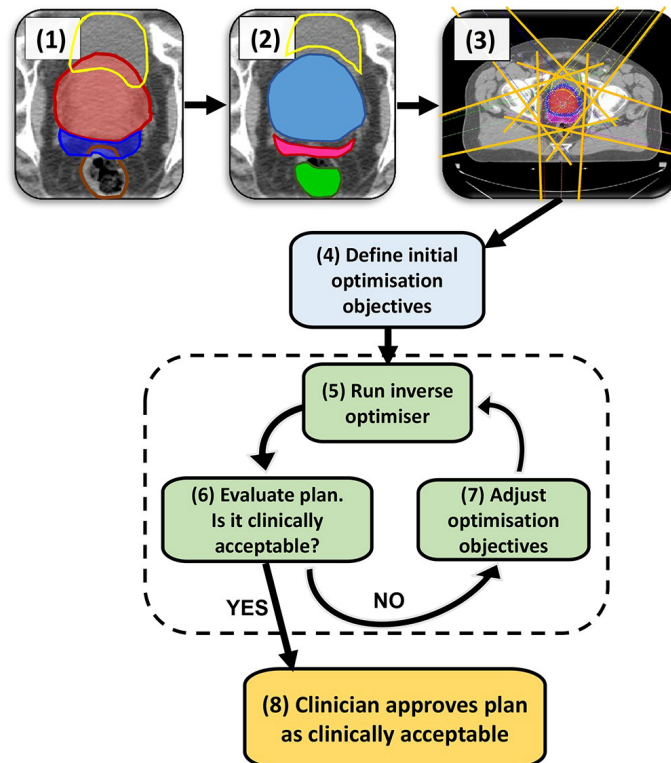 (1)
(2)
(3)
(4) Define initial
optimisation
objectives
(5) Run inverse
optimiser
(6) Evaluate plan.
Is it clinically
acceptable?
(7) Adjust
optimisation
objectives
YES
NO
(8) Clinician approves plan
as clinically acceptable